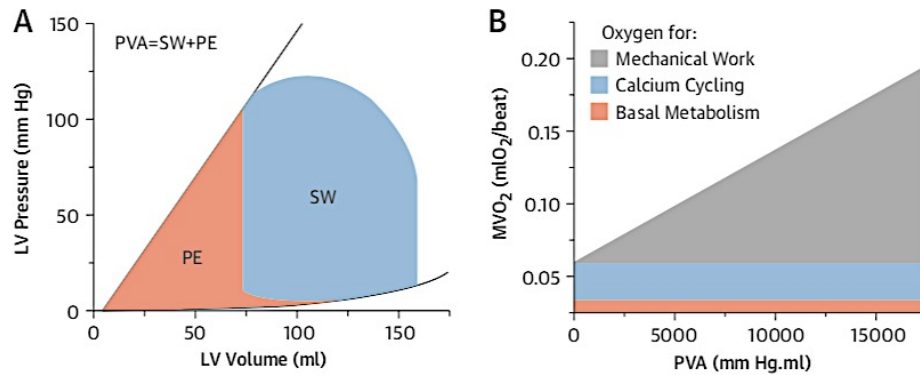 A
PVA=SW+PE
150
100
50
0
LV Pressure (mm Hg)
PE
SW
0
50
100
150
LV Volume (ml)
B
Oxygen for:
Mechanical Work
Calcium Cycling
Basal Metabolism
0.20
0.15
0.10
0.05
MVO₂ (mlO₂/beat)
0
5000
10000
15000
PVA (mm Hg.ml)